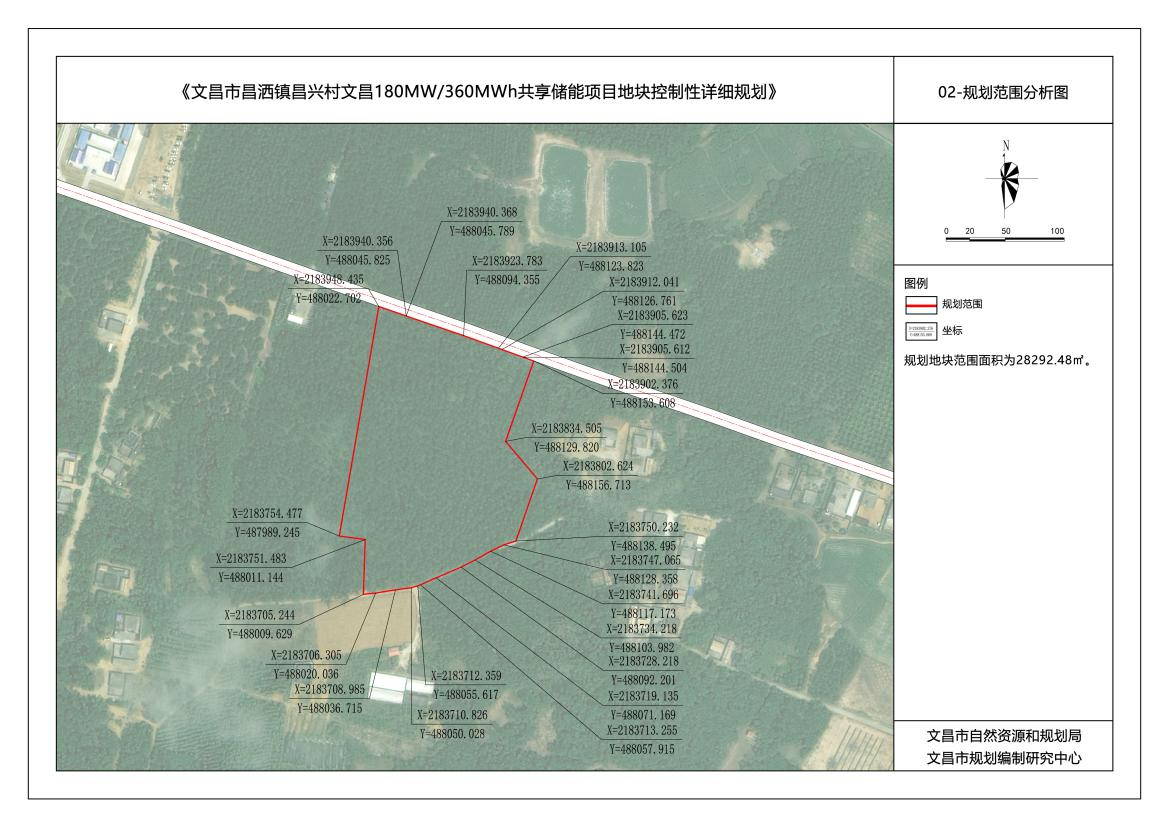 《文昌市昌洒镇昌兴村文昌180MW/360MWh共享储能项目地块控制性详细规划》
02-规划范围分析图
N
0 20 50 100
图例
规划范围
坐标
规划地块范围面积为28292.48㎡。
文昌市自然资源和规划局
文昌市规划编制研究中心
X=2183940.368
Y=488045.789
X=2183940.356
Y=488045.825
X=2183948.435
Y=488022.702
X=2183923.783
Y=488094.355
X=2183913.105
Y=488123.823
X=2183912.041
Y=488126.761
X=2183905.623
Y=488144.472
X=2183905.612
Y=488144.504
X=2183902.376
Y=488153.608
X=2183834.505
Y=488129.820
X=2183802.624
Y=488156.713
X=2183754.477
Y=487989.245
X=2183751.483
Y=488011.144
X=2183750.232
Y=488138.495
X=2183747.065
Y=488128.358
X=2183741.696
Y=488117.173
X=2183734.218
Y=488103.982
X=2183728.218
Y=488092.201
X=2183719.135
Y=488071.169
X=2183713.255
Y=488057.915
X=2183705.244
Y=488009.629
X=2183706.305
Y=488020.036
X=2183708.985
Y=488036.715
X=2183712.359
Y=488055.617
X=2183710.826
Y=488050.028